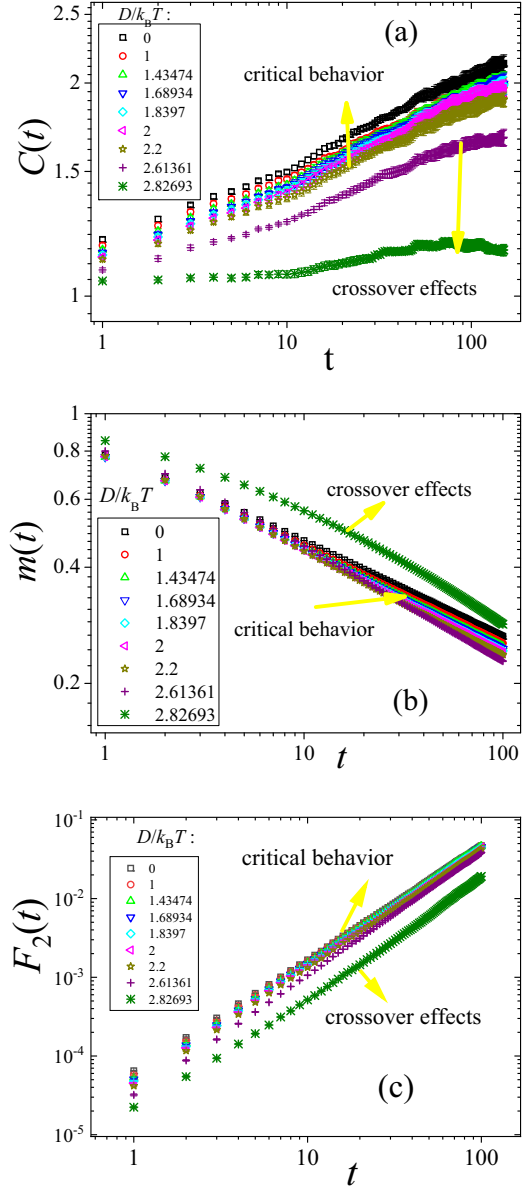 2.5
D/kBT :
(a)
0
1
2
critical behavior
1.43474
1.68934
1.8397
2
2.2
2.61361
2.82693
C(t)
1.5
1
crossover effects
1
10
100
t
1
0.8
0.6
D/kBT
crossover effects
0
1
m(t)
0.4
1.43474
1.68934
1.8397
critical behavior
2
2.2
0.2
2.61361
2.82693
(b)
1
10
100
t
10-1
D/kBT :
0
critical behavior
1
1.43474
10-2
1.68934
1.8397
2
2.2
2.61361
2.82693
F2(t)
10-3
crossover effects
10-4
(c)
10-5
1
10
100
t